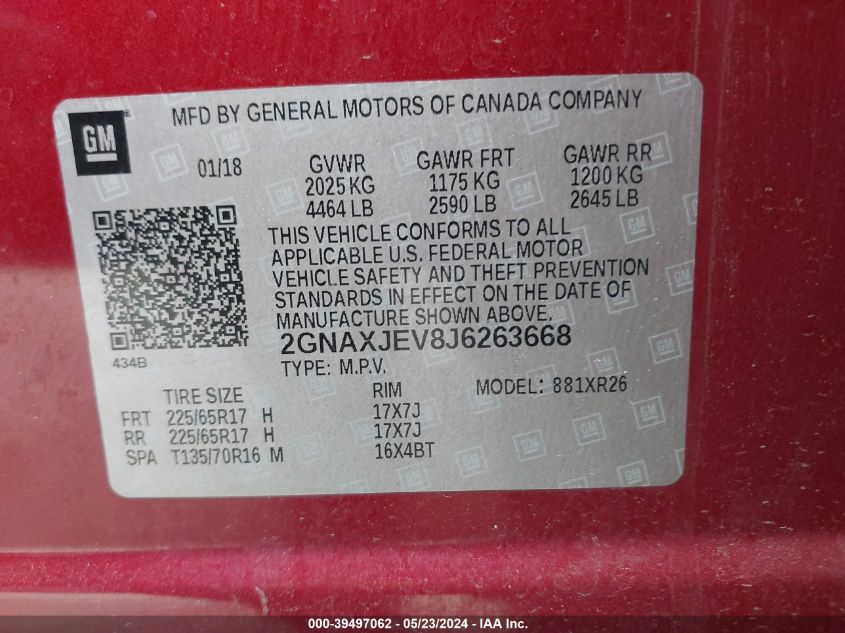 GM
MFD BY GENERAL MOTORS OF CANADA COMPANY
01/18 GVWR GAWR FRT GAWR RR
2025 KG 1175 KG 1200 KG
4464 LB 2590 LB 2645 LB
THIS VEHICLE CONFORMS TO ALL
APPLICABLE U.S. FEDERAL MOTOR
VEHICLE SAFETY AND THEFT PREVENTION
STANDARDS IN EFFECT ON THE DATE OF
MANUFACTURE SHOWN ABOVE.
434B
2GNAXJEV8J6263668
TYPE: M.P.V. MODEL: 881XR26
TIRE SIZE RIM
FRT 225/65R17 H 17X7J
RR 225/65R17 H 17X7J
SPA T135/70R16 M 16X4BT
000-39497062 - 05/23/2024 - IAAI.com